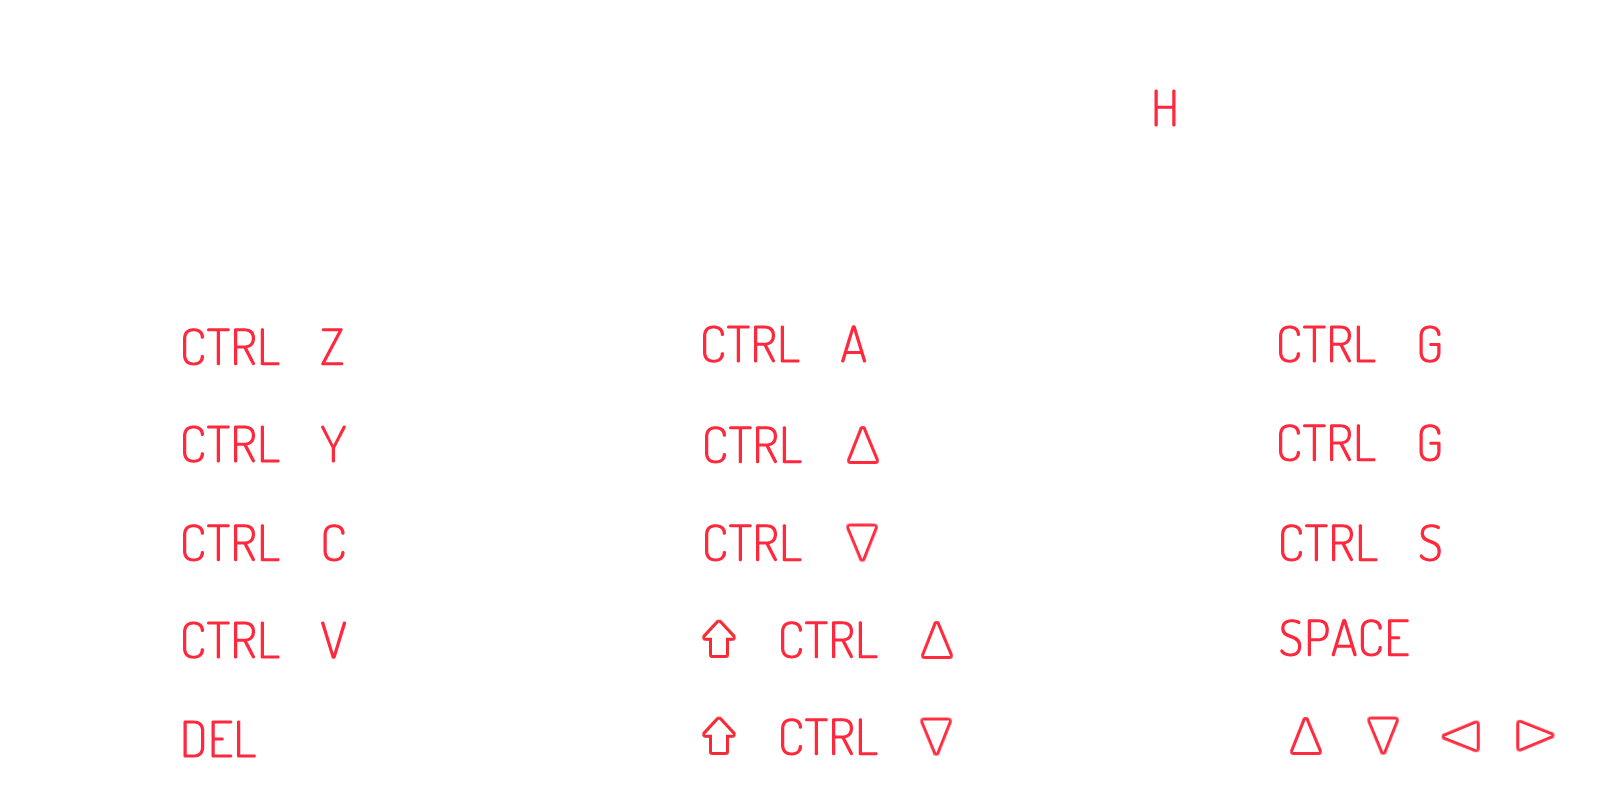 H
CTRL Z
CTRL Y
CTRL C
CTRL V
DEL
CTRL A
CTRL △
CTRL ▽
⇧ CTRL △
⇧ CTRL ▽
CTRL G
CTRL G
CTRL S
SPACE
△ ▽ ◁ ▷